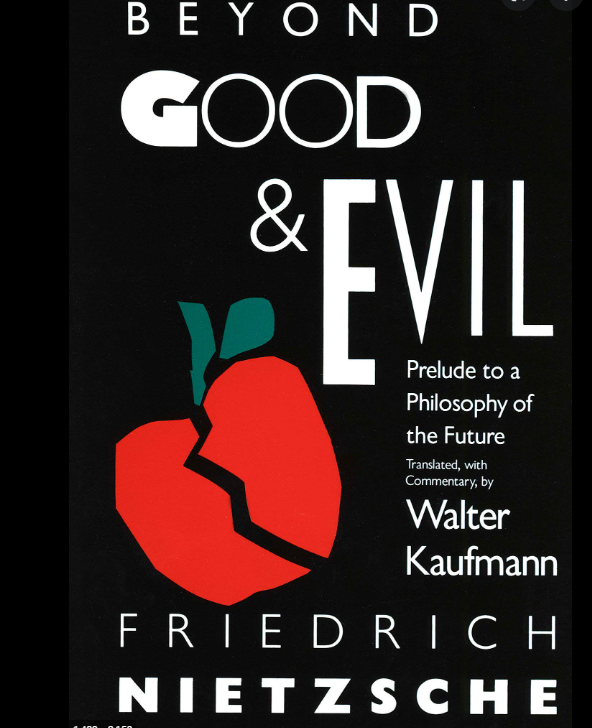 BEYOND
GOOD
& EVIL
Prelude to a
Philosophy of
the Future
Translated, with
Commentary, by
Walter
Kaufmann
FRIEDRICH
NIETZSCHE